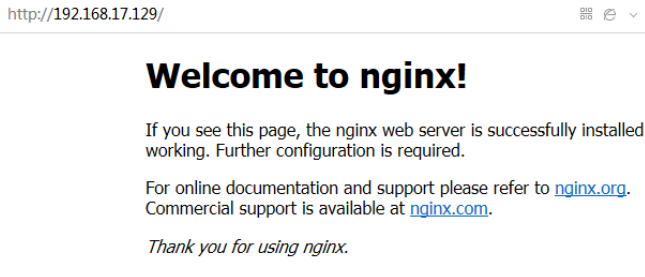 http://192.168.17.129/
Welcome to nginx!
If you see this page, the nginx web server is successfully installed
working. Further configuration is required.
For online documentation and support please refer to nginx.org.
Commercial support is available at nginx.com.
Thank you for using nginx.